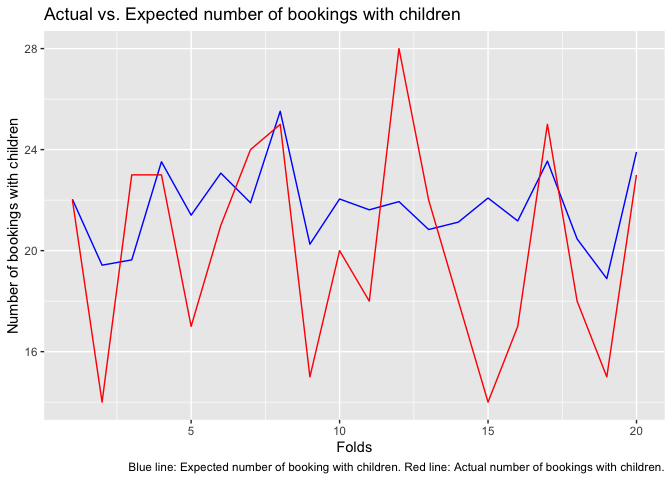 Actual vs. Expected number of bookings with children
Number of bookings with children
28
24
20
16
5 10 15 20
Folds
Blue line: Expected number of booking with children. Red line: Actual number of bookings with children.